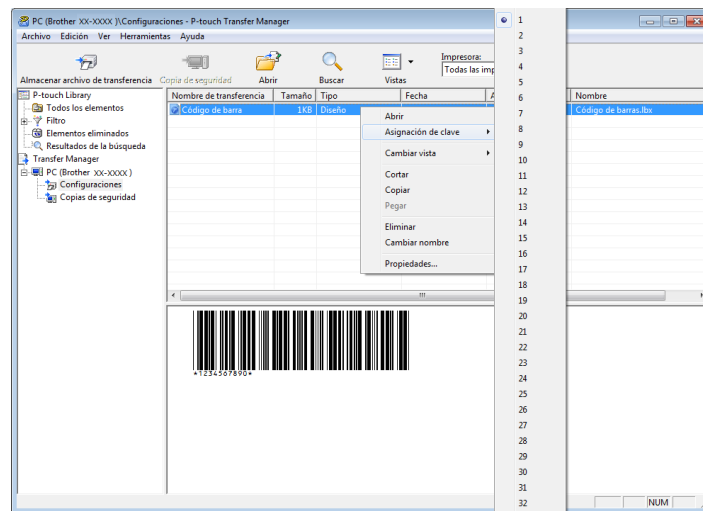 PC (Brother XX-XXXX )\Configuraciones - P-touch Transfer Manager
Archivo Edición Ver Herramientas Ayuda
Almacenar archivo de transferencia Copia de seguridad Abrir Buscar Vistas
Impresora:
Todas las
P-touch Library
Todos los elementos
Filtro
Elementos eliminados
Resultados de la búsqueda
Transfer Manager
PC (Brother XX-XXXX )
Configuraciones
Copias de seguridad
Nombre de transferencia Tamaño Tipo Fecha Nombre
Código de barra 1KB Diseño Código de barras.lbx
Abrir
Asignación de clave
Cambiar vista
Cortar
Copiar
Pegar
Eliminar
Cambiar nombre
Propiedades...
1
2
3
4
5
6
7
8
9
10
11
12
13
14
15
16
17
18
19
20
21
22
23
24
25
26
27
28
29
30
31
32
*1234567890*
NUM